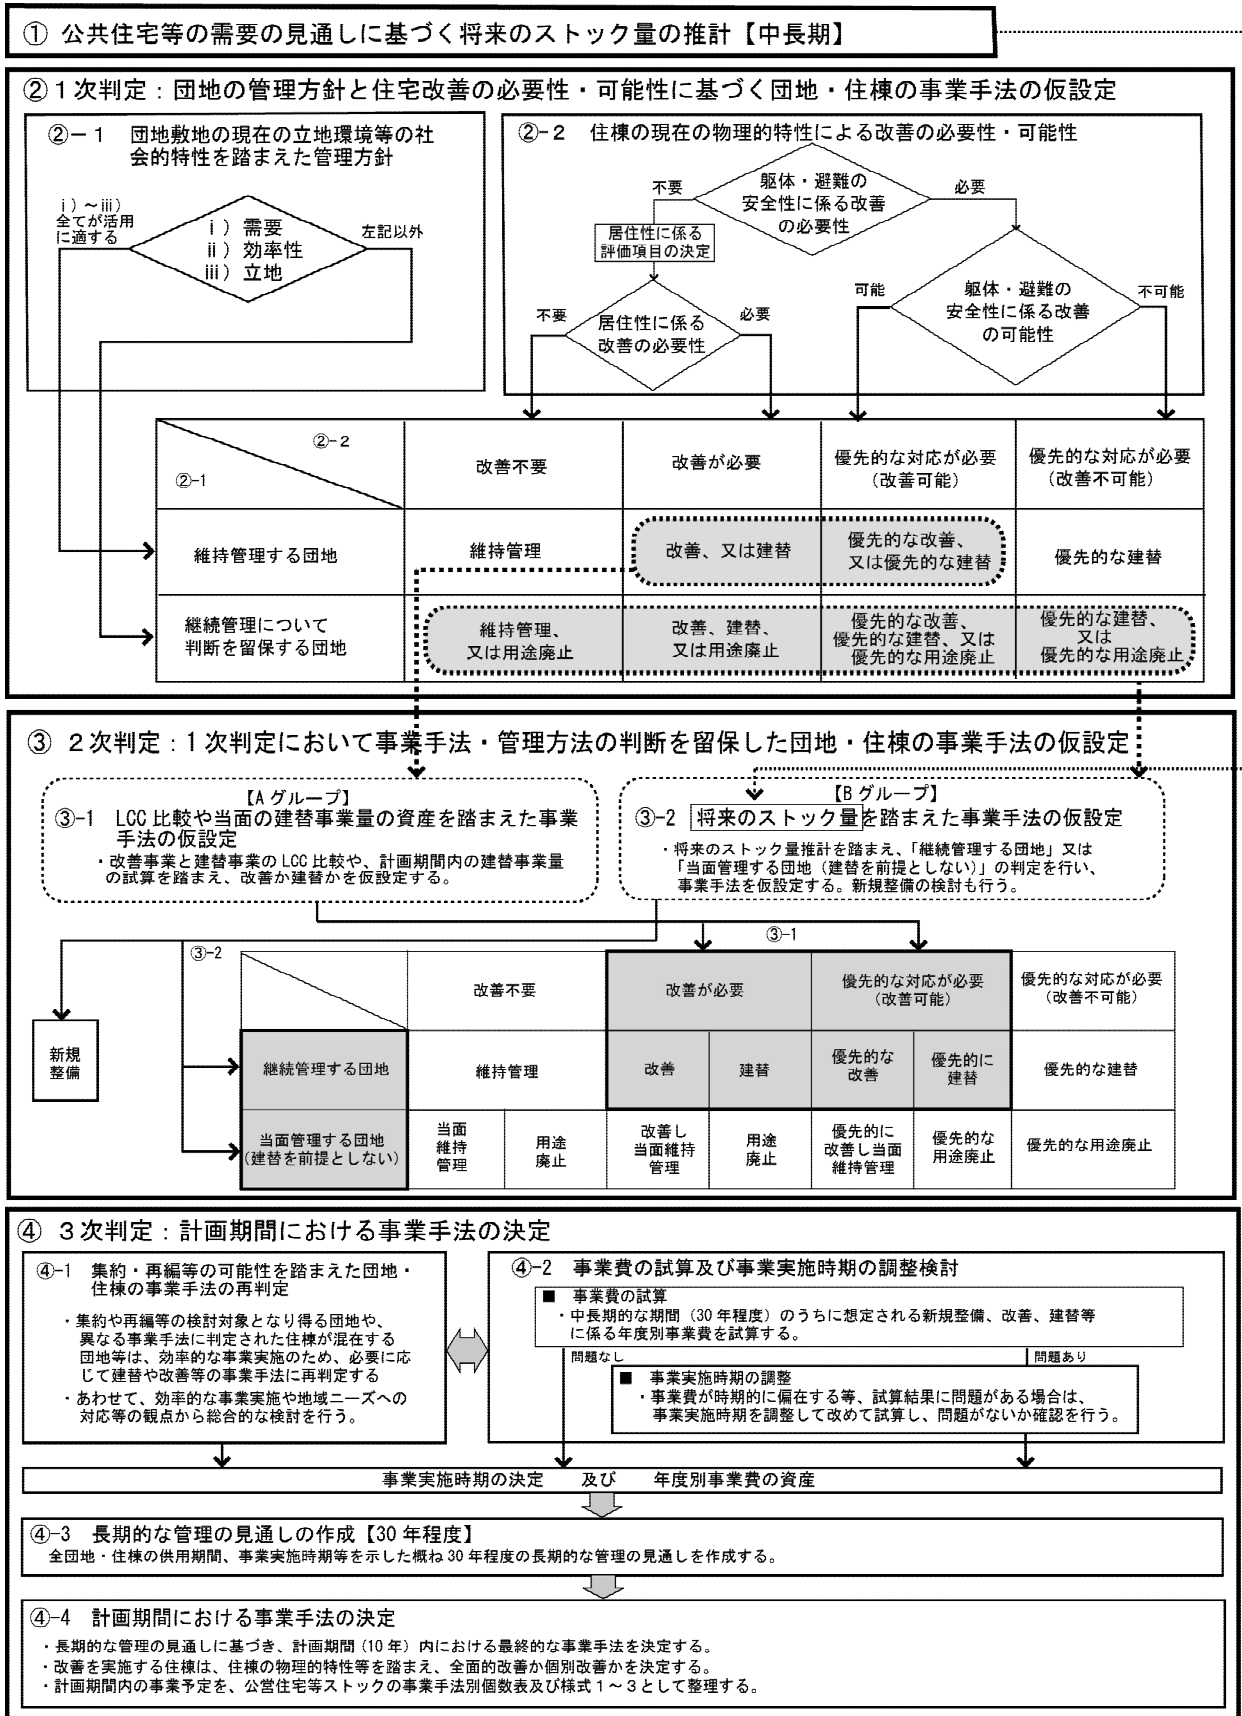 ① 公共住宅等の需要の見通しに基づく将来のストック量の推計【中長期】
②１次判定：団地の管理方針と住宅改善の必要性・可能性に基づく団地・住棟の事業手法の仮設定
②－１ 団地敷地の現在の立地環境等の社
会的特性を踏まえた管理方針
ⅰ）～ⅲ）
全てが活用
に適する
ⅰ）需要
ⅱ）効率性
ⅲ）立地
左記以外
②-２ 住棟の現在の物理的特性による改善の必要性・可能性
不要
躯体・避難の
安全性に係る改善
の必要性
必要
居住性に係る
評価項目の決定
不要
居住性に係る
改善の必要性
必要
可能
躯体・避難の
安全性に係る改善
の可能性
不可能
②-２
②-1
改善不要
改善が必要
優先的な対応が必要
（改善可能）
優先的な対応が必要
（改善不可能）
維持管理する団地
維持管理
改善、又は建替
優先的な改善、
又は優先的な建替
優先的な建替
継続管理について
判断を留保する団地
維持管理、
又は用途廃止
改善、建替、
又は用途廃止
優先的な改善、
優先的な建替、又は
優先的な用途廃止
優先的な建替、
又は
優先的な用途廃止
③ ２次判定：１次判定において事業手法・管理方法の判断を留保した団地・住棟の事業手法の仮設定
【A グループ】
③-1 LCC 比較や当面の建替事業量の資産を踏まえた事業
手法の仮設定
・改善事業と建替事業の LCC 比較や、計画期間内の建替事業量
の試算を踏まえ、改善か建替かを仮設定する。
【B グループ】
③-2 将来のストック量を踏まえた事業手法の仮設定
・将来のストック量推計を踏まえ、「継続管理する団地」又は
「当面管理する団地（建替を前提としない）」の判定を行い、
事業手法を仮設定する。新規整備の検討も行う。
③-1
③-2
新規
整備
改善不要
改善が必要
優先的な対応が必要
（改善可能）
優先的な対応が必要
（改善不可能）
継続管理する団地
維持管理
改善
建替
優先的な
改善
優先的に
建替
優先的な建替
当面管理する団地
（建替を前提としない）
当面
維持
管理
用途
廃止
改善し
当面維持
管理
用途
廃止
優先的に
改善し当面
維持管理
優先的な
用途廃止
優先的な用途廃止
④ ３次判定：計画期間における事業手法の決定
④-1 集約・再編等の可能性を踏まえた団地・
住棟の事業手法の再判定
・集約や再編等の検討対象となり得る団地や、
異なる事業手法に判定された住棟が混在する
団地等は、効率的な事業実施のため、必要に応
じて建替や改善等の事業手法に再判定する
・あわせて、効率的な事業実施や地域ニーズへの
対応等の観点から総合的な検討を行う。
④-2 事業費の試算及び事業実施時期の調整検討
■ 事業費の試算
・中長期的な期間（30 年程度）のうちに想定される新規整備、改善、建替等
に係る年度別事業費を試算する。
問題なし
問題あり
■ 事業実施時期の調整
・事業費が時期的に偏在する等、試算結果に問題がある場合は、
事業実施時期を調整して改めて試算し、問題がないか確認を行う。
事業実施時期の決定 及び 年度別事業費の資産
④-3 長期的な管理の見通しの作成【30 年程度】
全団地・住棟の供用期間、事業実施時期等を示した概ね 30 年程度の長期的な管理の見通しを作成する。
④-4 計画期間における事業手法の決定
・長期的な管理の見通しに基づき、計画期間（10 年）内における最終的な事業手法を決定する。
・改善を実施する住棟は、住棟の物理的特性等を踏まえ、全面的改善か個別改善かを決定する。
・計画期間内の事業予定を、公営住宅等ストックの事業手法別個数表及び様式１～３として整理する。